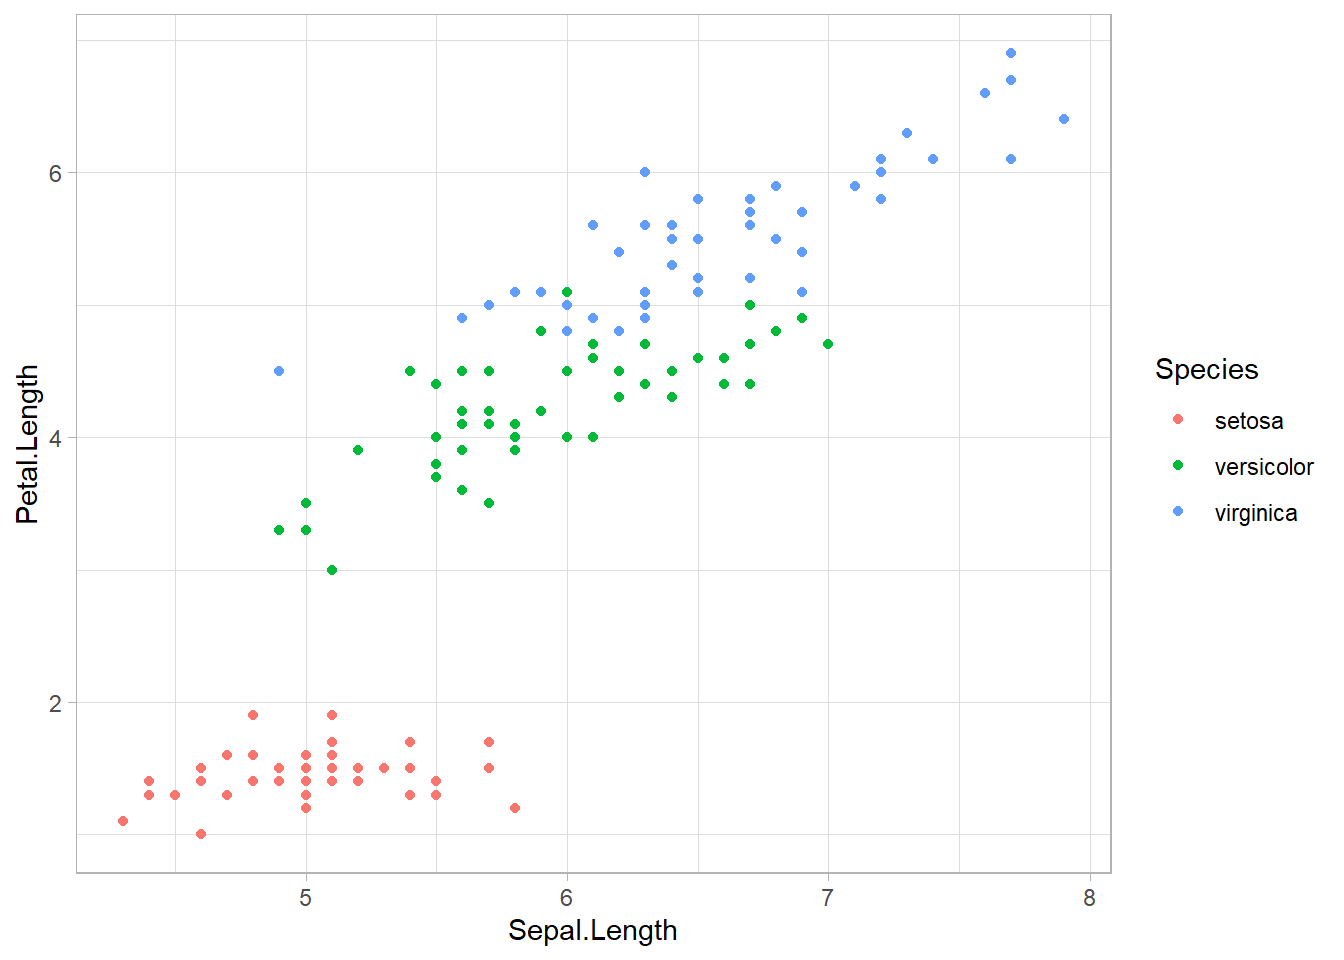 6
4
2
Petal.Length
5 6 7 8
Sepal.Length
Species
setosa
versicolor
virginica